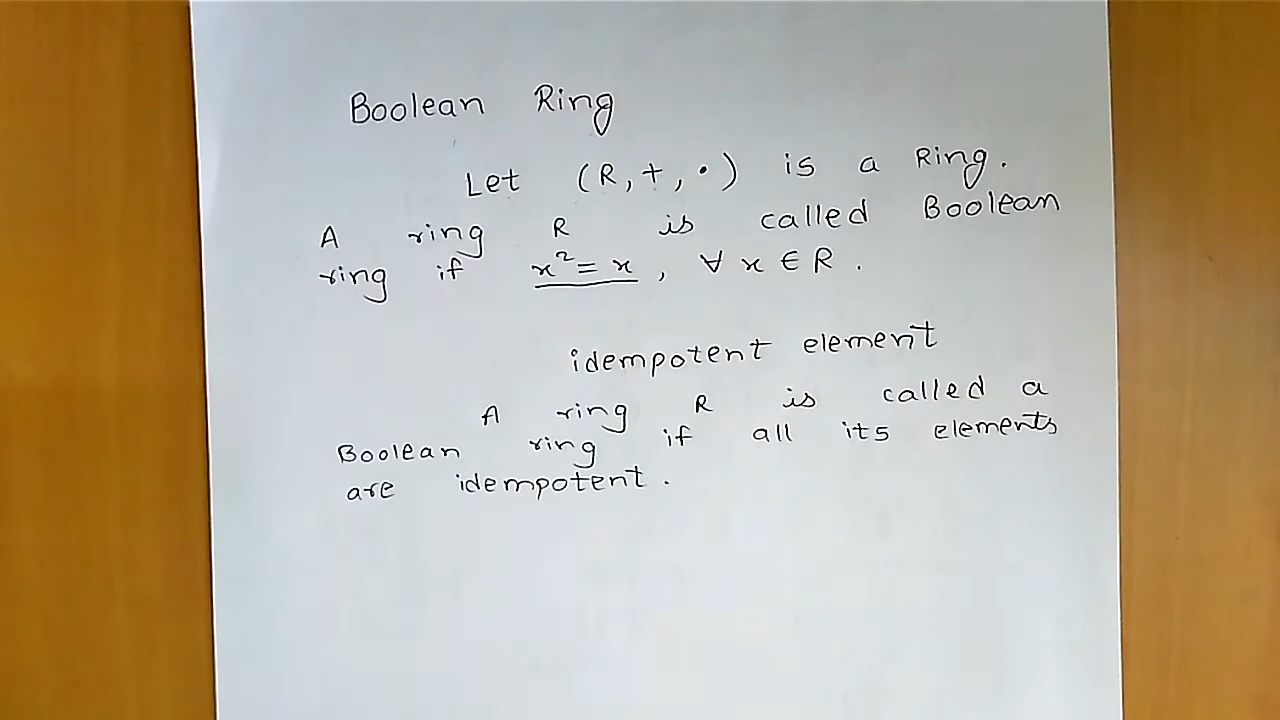 Boolean Ring
Let (R, +, •) is a Ring.
A ring R is called Boolean
ring if x² = x, ∀ x ∈ R.
idempotent element
A ring R is called a
Boolean ring if all its elements
are idempotent.